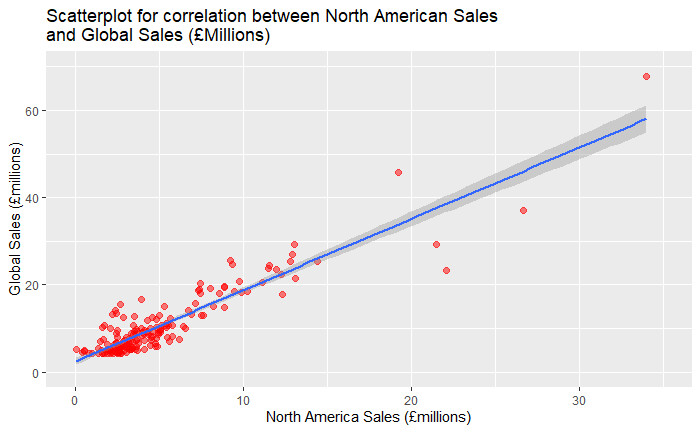 Scatterplot for correlation between North American Sales
and Global Sales (£Millions)
60
40
20
0
Global Sales (£millions)
0 10 20 30
North America Sales (£millions)